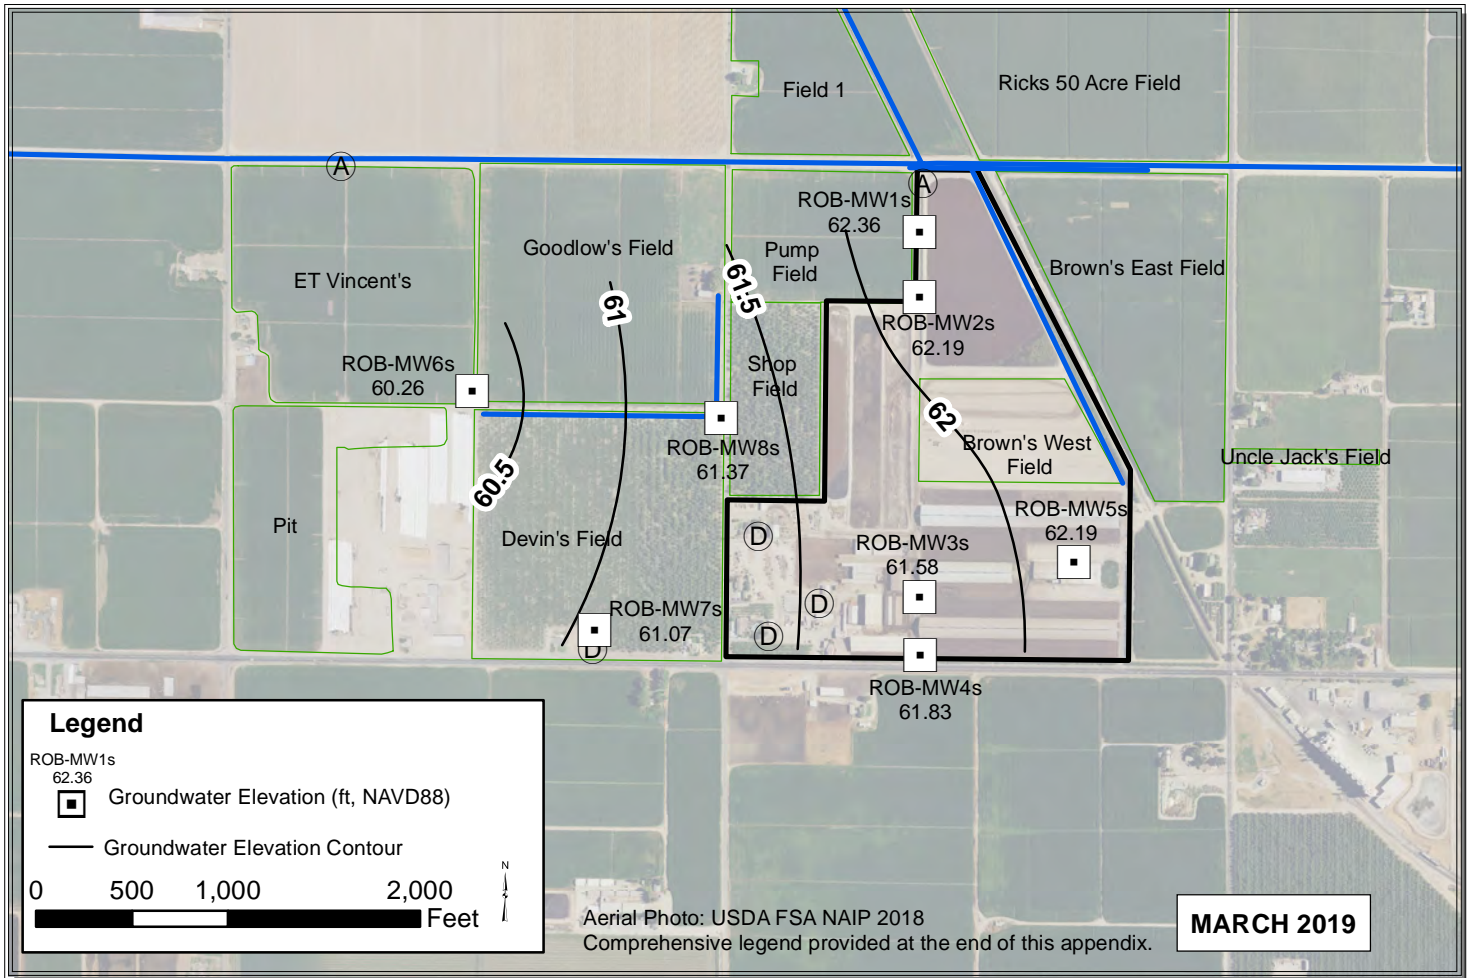 Field 1
Ricks 50 Acre Field
A
A
ROB-MW1s
62.36
Goodlow's Field
Pump
Field
ET Vincent's
Brown's East Field
61
61.5
ROB-MW2s
62.19
ROB-MW6s
60.26
Shop
Field
62
ROB-MW8s
61.37
Brown's West
Field
Uncle Jack's Field
60.5
Pit
Devin's Field
D
ROB-MW3s
61.58
ROB-MW5s
62.19
D
ROB-MW7s
61.07
D
D
ROB-MW4s
61.83
Legend
ROB-MW1s
62.36
Groundwater Elevation (ft, NAVD88)
Groundwater Elevation Contour
N
0 500 1,000 2,000
Feet
Aerial Photo: USDA FSA NAIP 2018
Comprehensive legend provided at the end of this appendix.
MARCH 2019